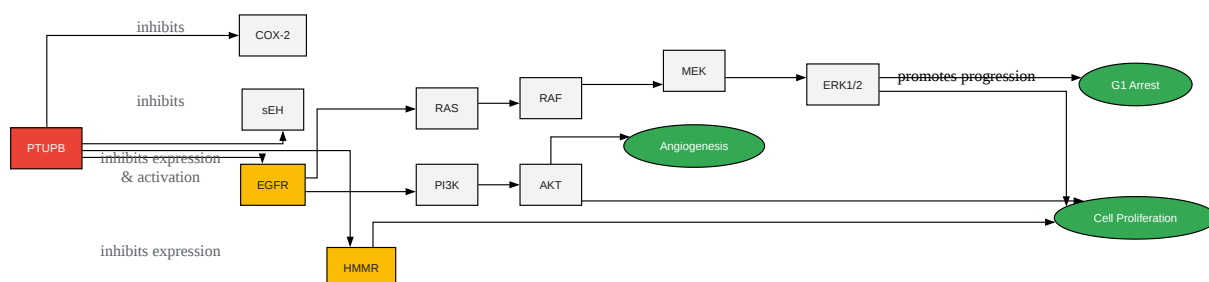 inhibits
COX-2
MEK
promotes progression
ERK1/2
G1 Arrest
inhibits
sEH
RAS
RAF
PTUPB
Angiogenesis
inhibits expression
& activation
EGFR
PI3K
AKT
Cell Proliferation
inhibits expression
HMMR